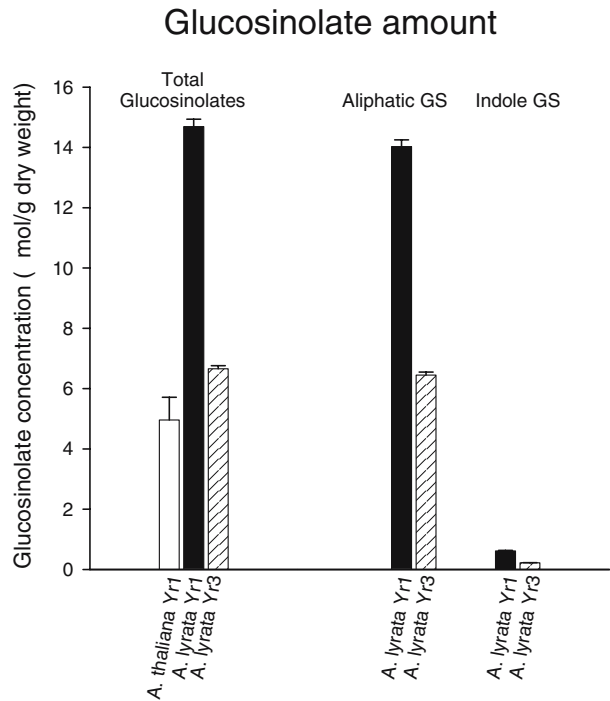 Glucosinolate amount
Glucosinolate concentration ( mol/g dry weight)
16
14
12
10
8
6
4
2
0
Total
Glucosinolates
Aliphatic GS
Indole GS
A. thaliana Yr1
A. lyrata Yr1
A. lyrata Yr3
A. lyrata Yr1
A. lyrata Yr3
A. lyrata Yr1
A. lyrata Yr3